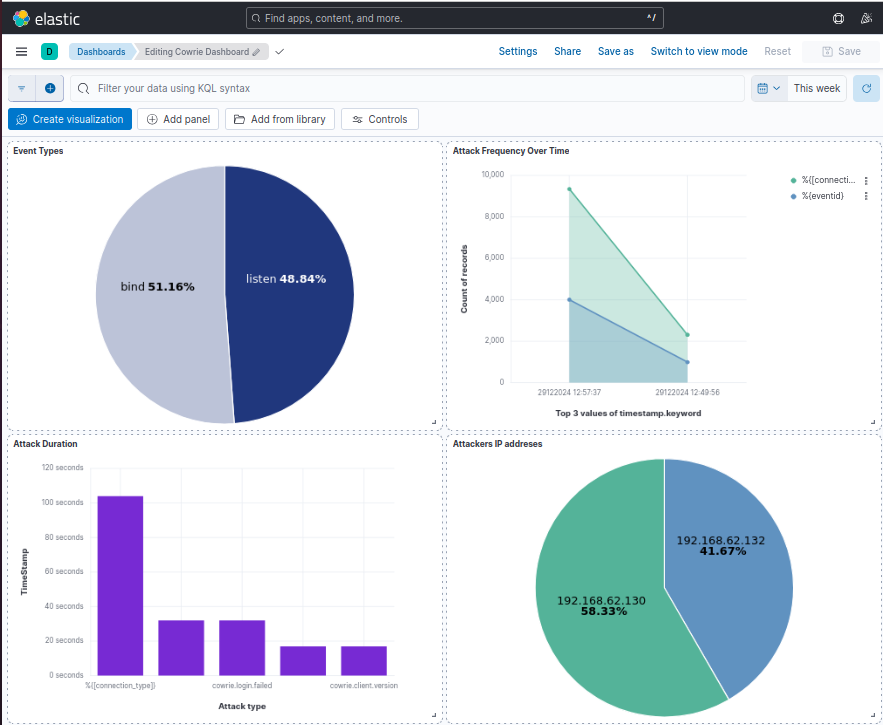 elastic
Find apps, content, and more.
^/
D
Dashboards
Editing Cowrie Dashboard
Settings
Share
Save as
Switch to view mode
Reset
Save
Filter your data using KQL syntax
This week
Create visualization
Add panel
Add from library
Controls
Event Types
bind 51.16%
listen 48.84%
Attack Frequency Over Time
10,000
8,000
6,000
4,000
2,000
0
Count of records
29122024 12:57:37
29122024 12:49:56
Top 3 values of timestamp.keyword
%{[connecti...
%{eventid}
Attack Duration
120 seconds
100 seconds
80 seconds
60 seconds
40 seconds
20 seconds
0 seconds
TimeStamp
%{[connection_type]}
cowrie.login.failed
cowrie.client.version
Attack type
Attackers IP addreses
192.168.62.132
41.67%
192.168.62.130
58.33%